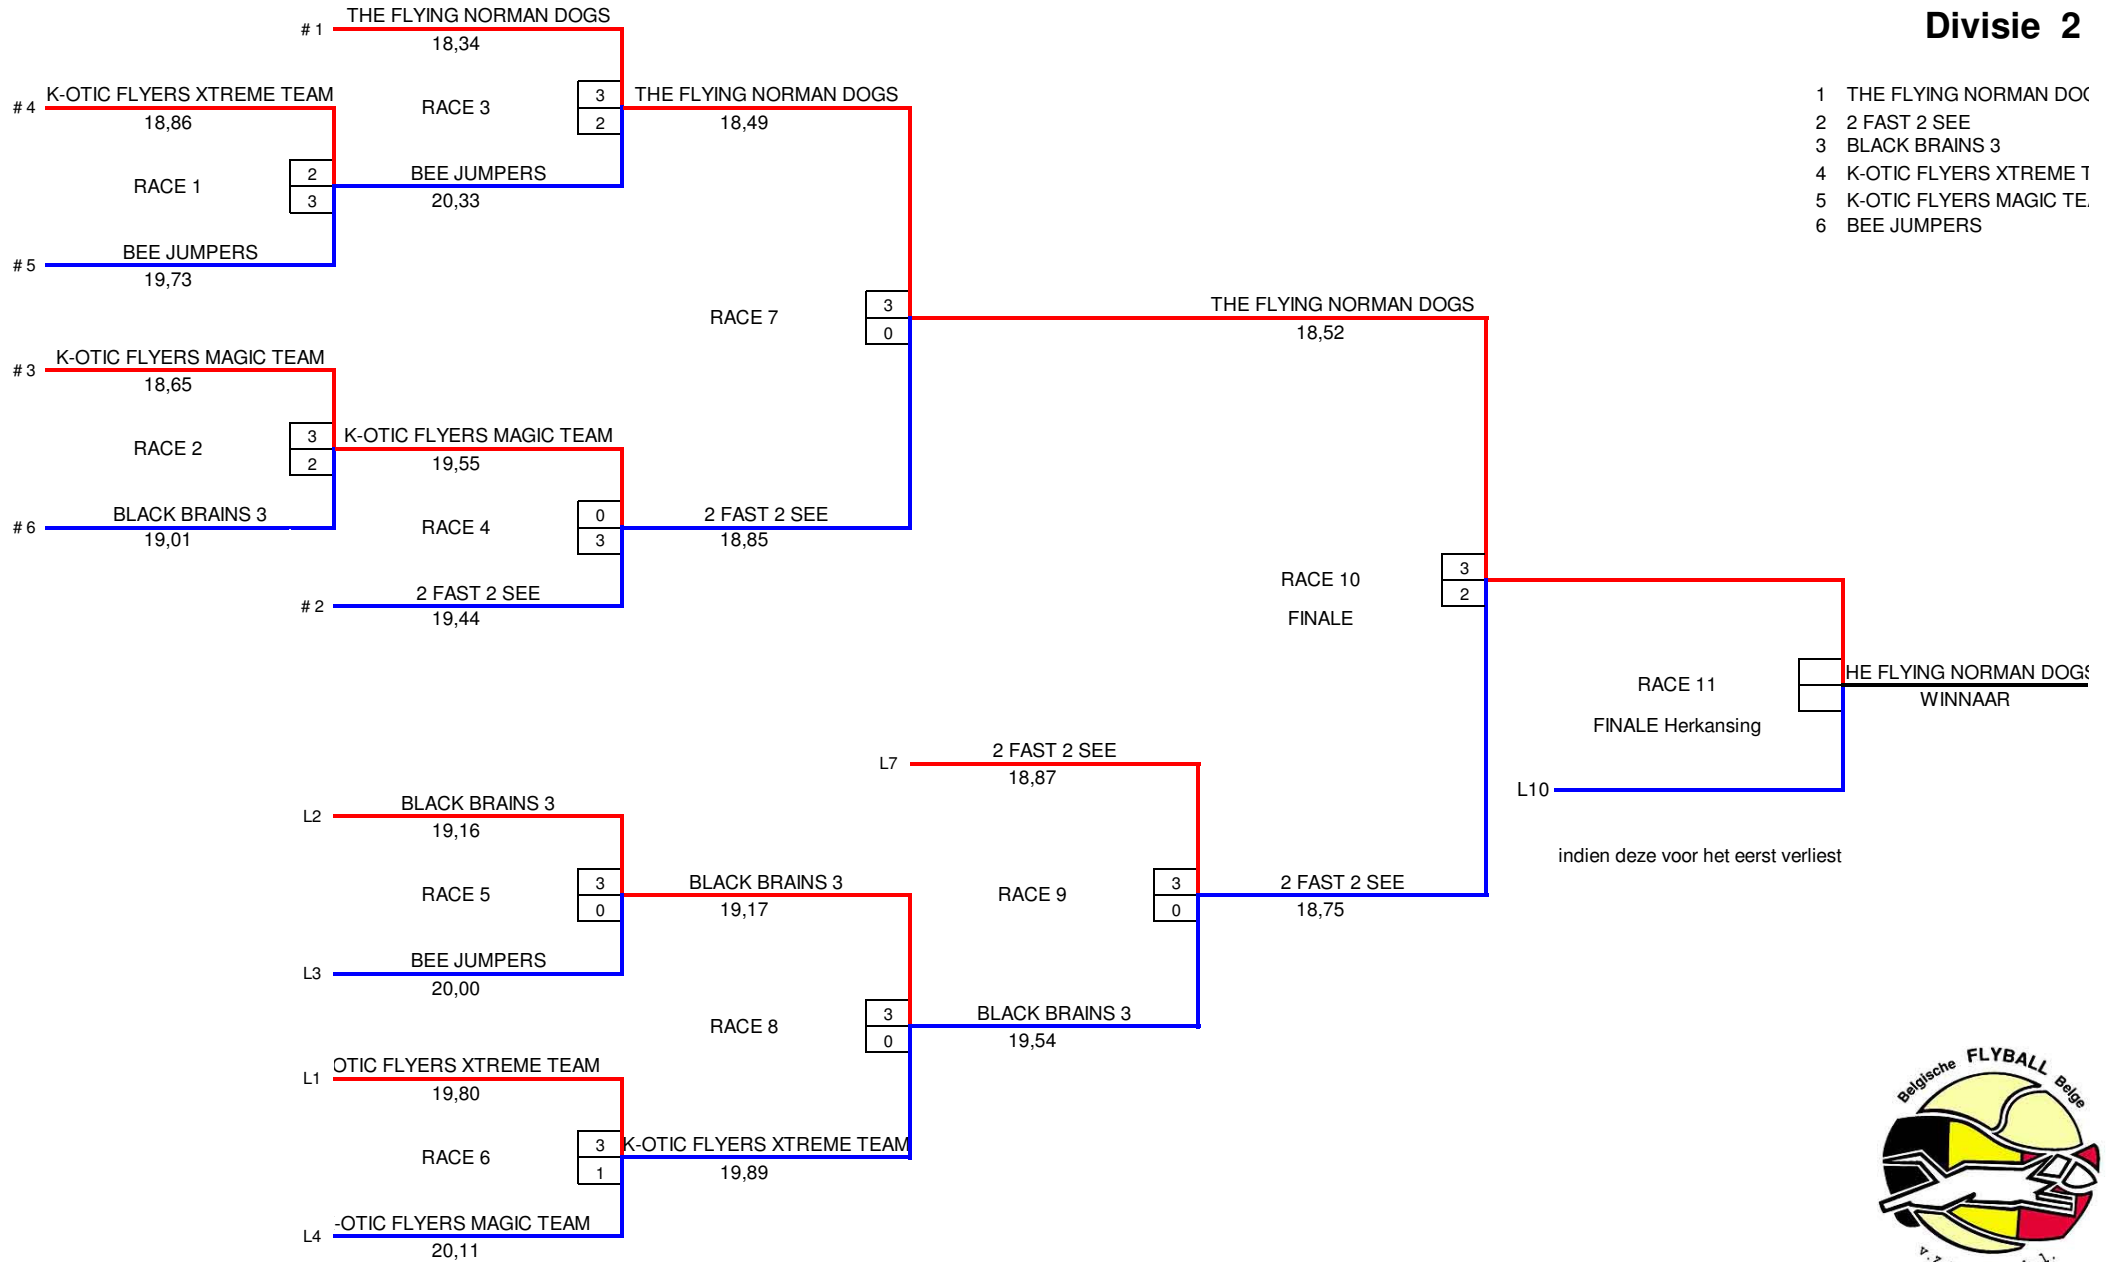 Divisie 2
1 THE FLYING NORMAN DOG
2 2 FAST 2 SEE
3 BLACK BRAINS 3
4 K-OTIC FLYERS XTREME T
5 K-OTIC FLYERS MAGIC TE
6 BEE JUMPERS
# 1 THE FLYING NORMAN DOGS
18,34
# 4 K-OTIC FLYERS XTREME TEAM
18,86
RACE 3
3
2
THE FLYING NORMAN DOGS
18,49
RACE 1
2
3
BEE JUMPERS
20,33
# 5 BEE JUMPERS
19,73
RACE 7
3
0
THE FLYING NORMAN DOGS
18,52
# 3 K-OTIC FLYERS MAGIC TEAM
18,65
RACE 2
3
2
K-OTIC FLYERS MAGIC TEAM
19,55
# 6 BLACK BRAINS 3
19,01
RACE 4
0
3
2 FAST 2 SEE
18,85
# 2 2 FAST 2 SEE
19,44
RACE 10
FINALE
3
2
RACE 11
FINALE Herkansing
HE FLYING NORMAN DOGS
WINNAAR
L10
indien deze voor het eerst verliest
L7 2 FAST 2 SEE
18,87
L2 BLACK BRAINS 3
19,16
RACE 5
3
0
BLACK BRAINS 3
19,17
RACE 9
3
0
2 FAST 2 SEE
18,75
L3 BEE JUMPERS
20,00
RACE 8
3
0
BLACK BRAINS 3
19,54
L1 OTIC FLYERS XTREME TEAM
19,80
RACE 6
3
1
K-OTIC FLYERS XTREME TEAM
19,89
L4 -OTIC FLYERS MAGIC TEAM
20,11
Belgische FLYBALL Belge